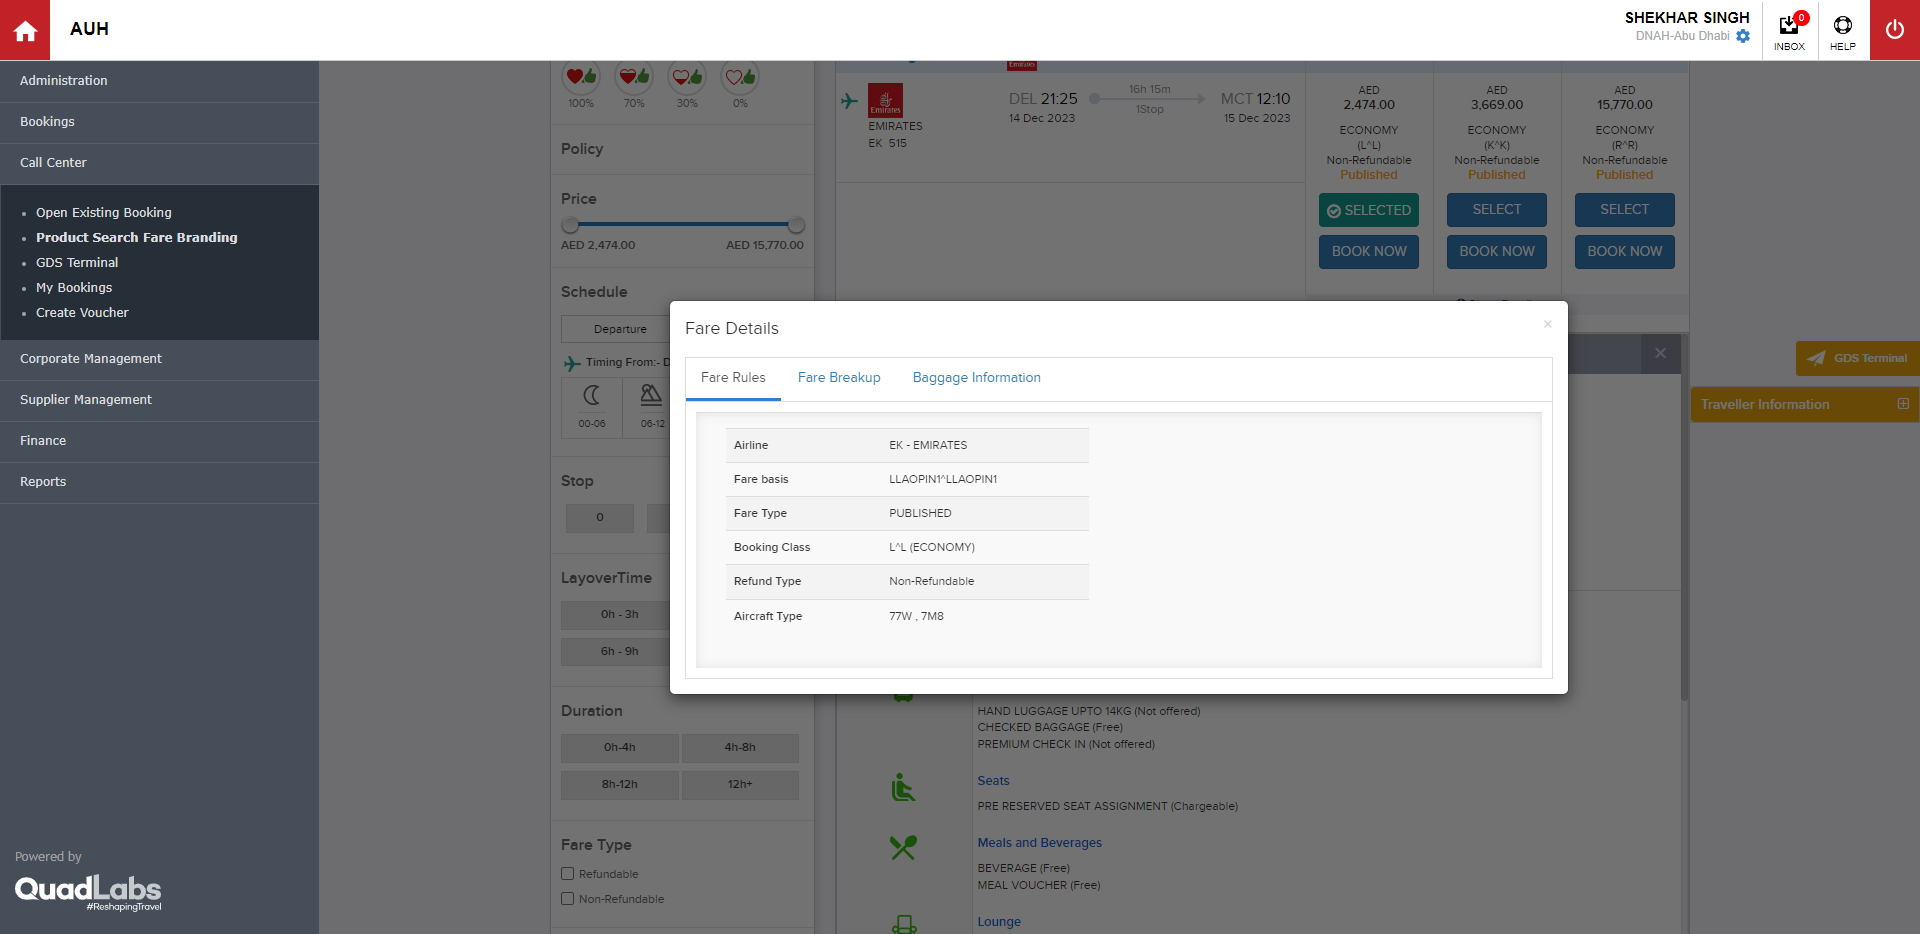 AUH
SHEKHAR SINGH
DNAH-Abu Dhabi
0
INBOX
HELP
Administration
Bookings
Call Center
Open Existing Booking
Product Search Fare Branding
GDS Terminal
My Bookings
Create Voucher
Corporate Management
Supplier Management
Finance
Reports
Powered by
QuadLabs
#ReshapingTravel
100%
70%
30%
0%
Policy
Price
AED 2,474.00
AED 15,770.00
Schedule
Departure
Timing From:- D
00-06
06-12
Stop
0
LayoverTime
0h - 3h
6h - 9h
Duration
0h-4h
4h-8h
8h-12h
12h+
Fare Type
Refundable
Non-Refundable
Emirates
Emirates
EMIRATES
EK 515
DEL 21:25
14 Dec 2023
16h 15m
1Stop
MCT 12:10
15 Dec 2023
AED
2,474.00
ECONOMY
(L^L)
Non-Refundable
Published
SELECTED
BOOK NOW
AED
3,669.00
ECONOMY
(K^K)
Non-Refundable
Published
SELECT
BOOK NOW
AED
15,770.00
ECONOMY
(R^R)
Non-Refundable
Published
SELECT
BOOK NOW
Fare Details
×
Fare Rules
Fare Breakup
Baggage Information
Airline EK - EMIRATES
Fare basis LLAOPIN1^LLAOPIN1
Fare Type PUBLISHED
Booking Class L^L (ECONOMY)
Refund Type Non-Refundable
Aircraft Type 77W , 7M8
HAND LUGGAGE UPTO 14KG (Not offered)
CHECKED BAGGAGE (Free)
PREMIUM CHECK IN (Not offered)
Seats
PRE RESERVED SEAT ASSIGNMENT (Chargeable)
Meals and Beverages
BEVERAGE (Free)
MEAL VOUCHER (Free)
Lounge
GDS Terminal
Traveller Information